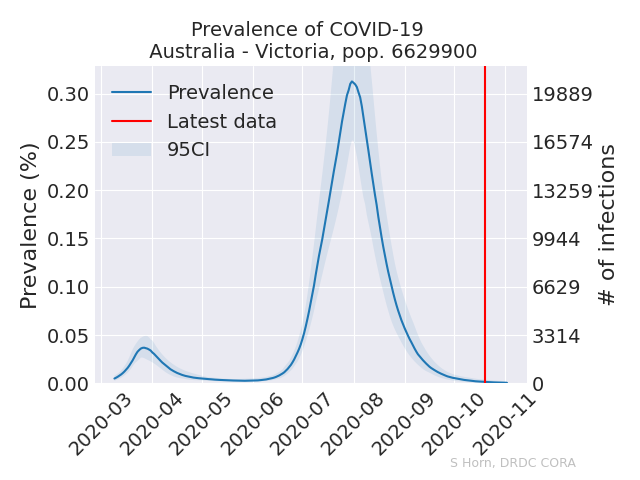 Prevalence of COVID-19
Australia - Victoria, pop. 6629900
Prevalence
Latest data
95CI
Prevalence (%)
0.30
0.25
0.20
0.15
0.10
0.05
0.00
19889
16574
13259
9944
6629
3314
0
# of infections
2020-03
2020-04
2020-05
2020-06
2020-07
2020-08
2020-09
2020-10
2020-11
S Horn, DRDC CORA